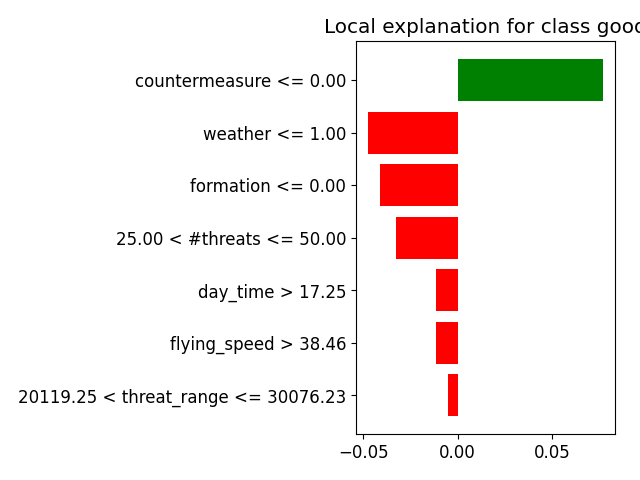 Local explanation for class good
countermeasure <= 0.00
weather <= 1.00
formation <= 0.00
25.00 < #threats <= 50.00
day_time > 17.25
flying_speed > 38.46
20119.25 < threat_range <= 30076.23
−0.05 0.00 0.05